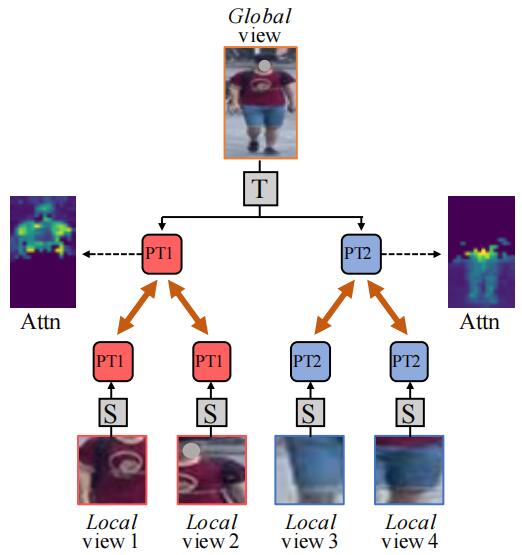 Global
view
T
PT1
PT2
Attn
Attn
PT1
PT1
PT2
PT2
S
S
S
S
Local
view 1
Local
view 2
Local
view 3
Local
view 4